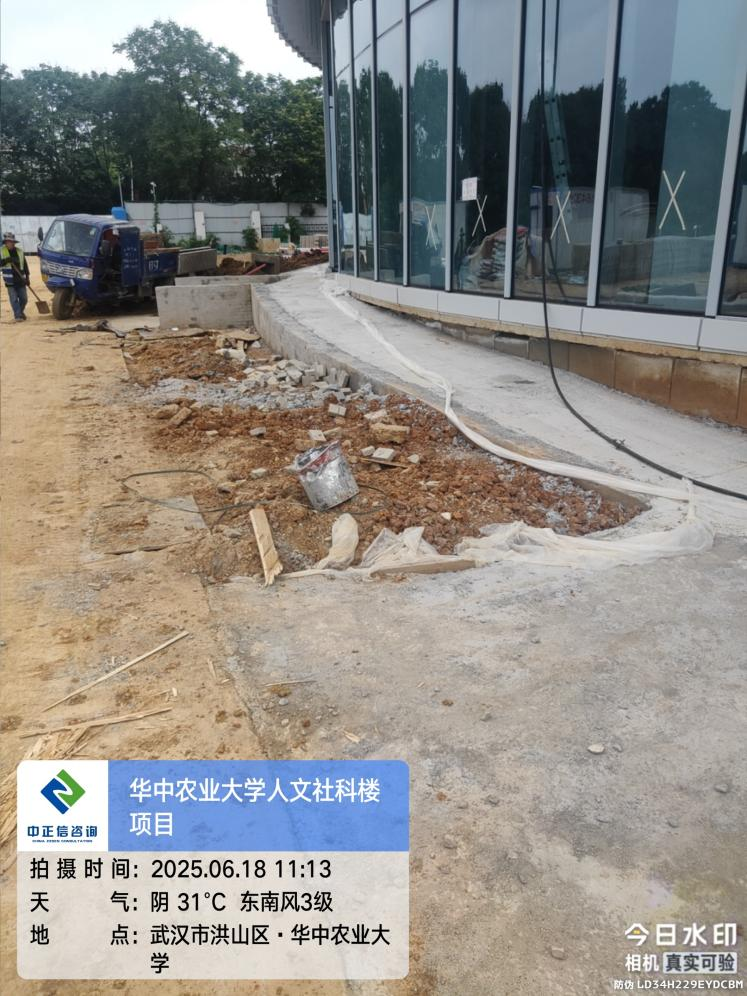 中正信咨询
CHINA ZEXIN CONSULTATION
华中农业大学人文社科楼
项目
拍摄时间: 2025.06.18 11:13
天气: 阴 31℃ 东南风3级
地点: 武汉市洪山区·华中农业大
学
今日水印
相机 真实可验
防伪 LD34H229EYDCBM